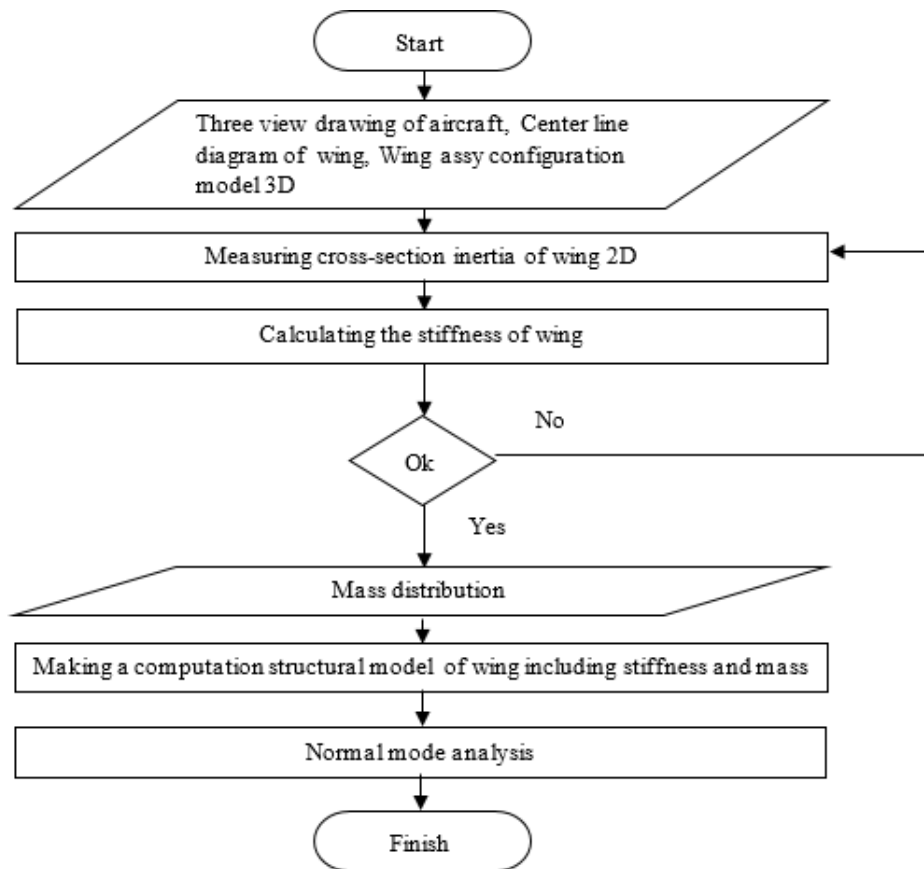 Start
Three view drawing of aircraft, Center line
diagram of wing, Wing assy configuration
model 3D
Measuring cross-section inertia of wing 2D
Calculating the stiffness of wing
No
Ok
Yes
Mass distribution
Making a computation structural model of wing including stiffness and mass
Normal mode analysis
Finish